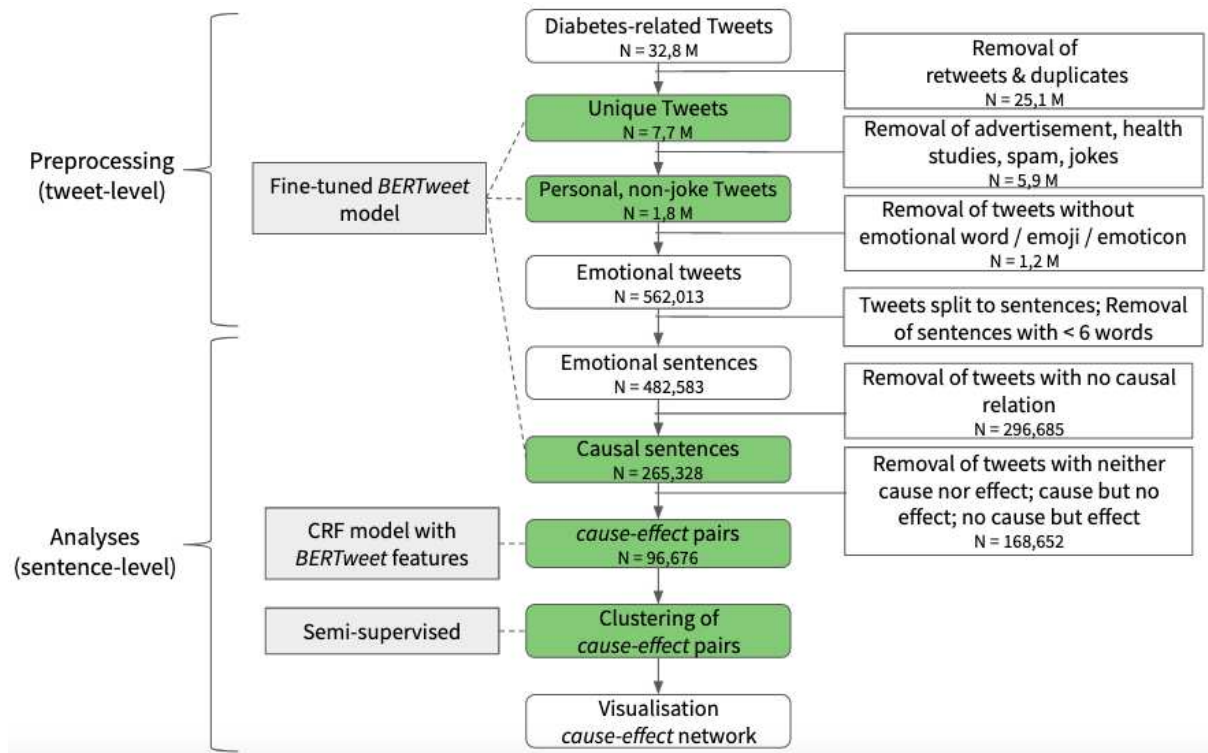 Diabetes-related Tweets
N = 32,8 M
Removal of
retweets & duplicates
N = 25,1 M
Unique Tweets
N = 7,7 M
Removal of advertisement, health
studies, spam, jokes
N = 5,9 M
Preprocessing
(tweet-level)
Fine-tuned BERTweet
model
Personal, non-joke Tweets
N = 1,8 M
Removal of tweets without
emotional word / emoji / emoticon
N = 1,2 M
Emotional tweets
N = 562,013
Tweets split to sentences; Removal
of sentences with < 6 words
Emotional sentences
N = 482,583
Removal of tweets with no causal
relation
N = 296,685
Causal sentences
N = 265,328
Removal of tweets with neither
cause nor effect; cause but no
effect; no cause but effect
N = 168,652
Analyses
(sentence-level)
CRF model with
BERTweet features
cause-effect pairs
N = 96,676
Semi-supervised
Clustering of
cause-effect pairs
Visualisation
cause-effect network